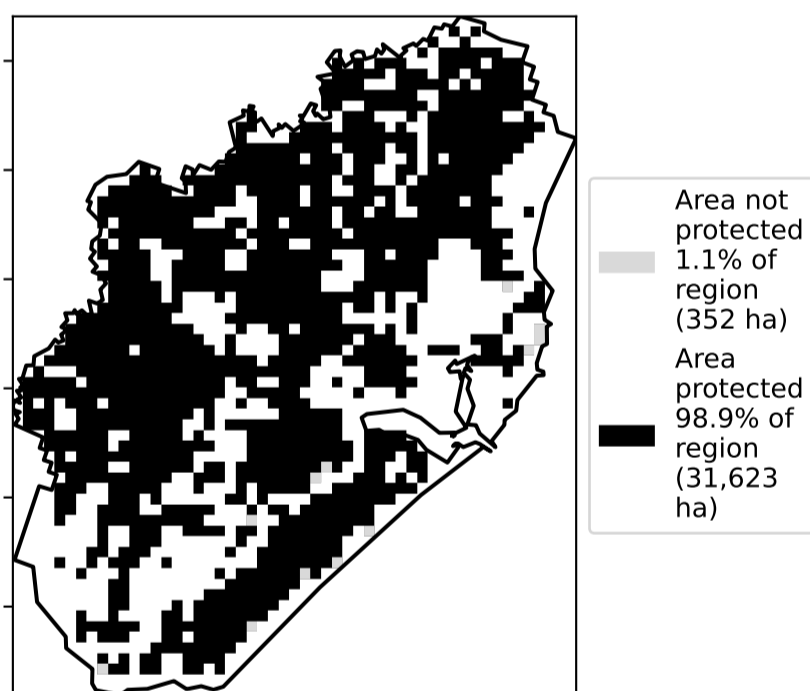 Area not
protected
1.1% of
region
(352 ha)
Area
protected
98.9% of
region
(31,623
ha)